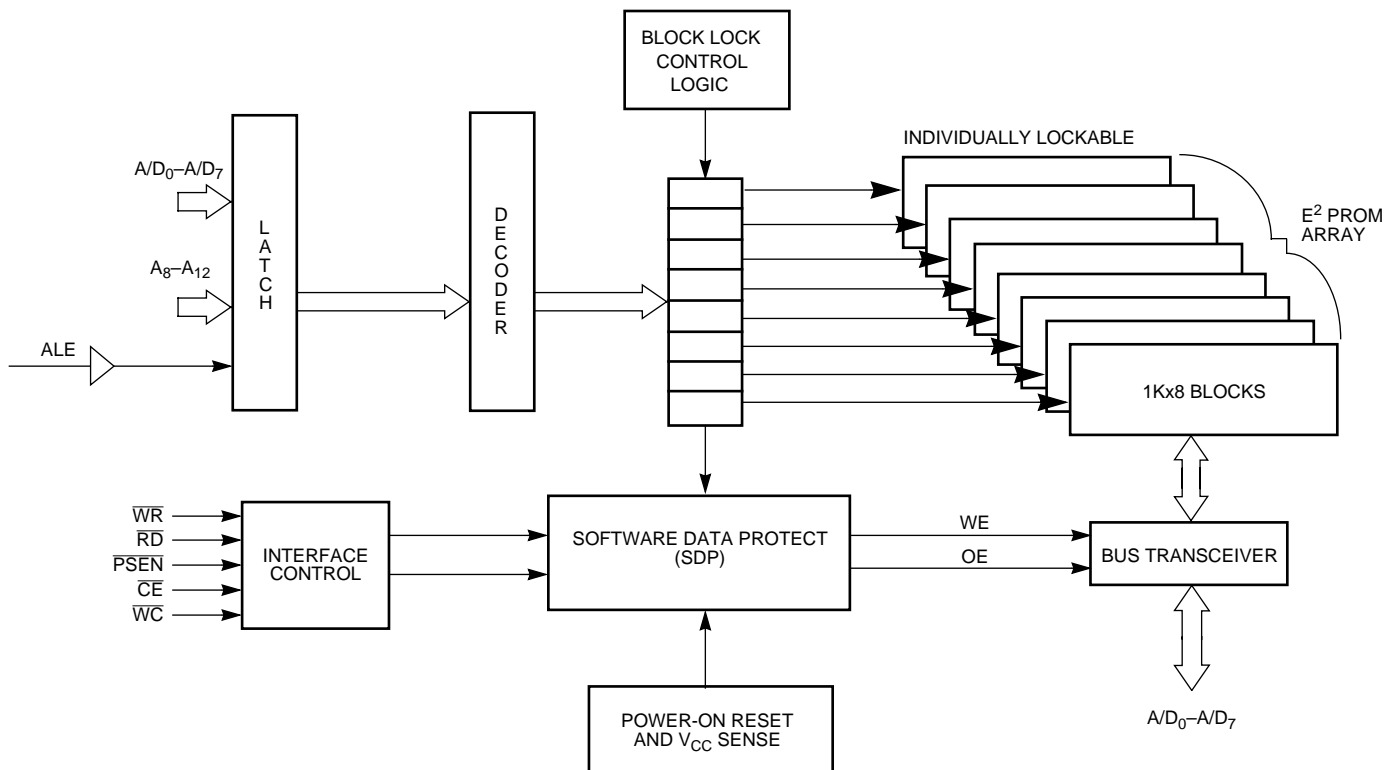 BLOCK LOCK
CONTROL
LOGIC
INDIVIDUALLY LOCKABLE
A/D0–A/D7
LATCH
DECODER
E2 PROM
ARRAY
A8–A12
ALE
1Kx8 BLOCKS
WR
RD
PSEN
CE
WC
INTERFACE
CONTROL
SOFTWARE DATA PROTECT
(SDP)
WE
OE
BUS TRANSCEIVER
POWER-ON RESET
AND VCC SENSE
A/D0–A/D7